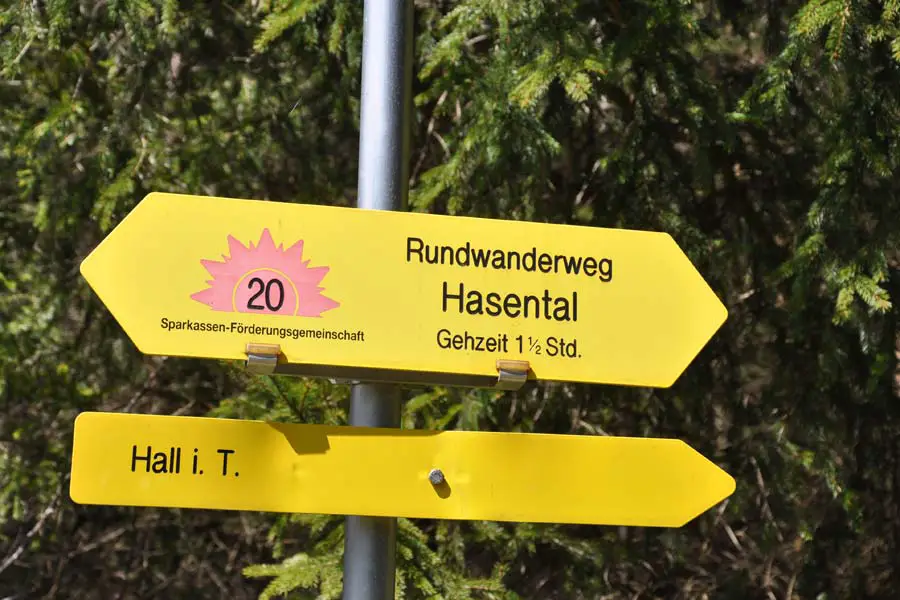 20
Sparkassen-Förderungsgemeinschaft
Rundwanderweg
Hasental
Gehzeit 1½ Std.
Hall i. T.